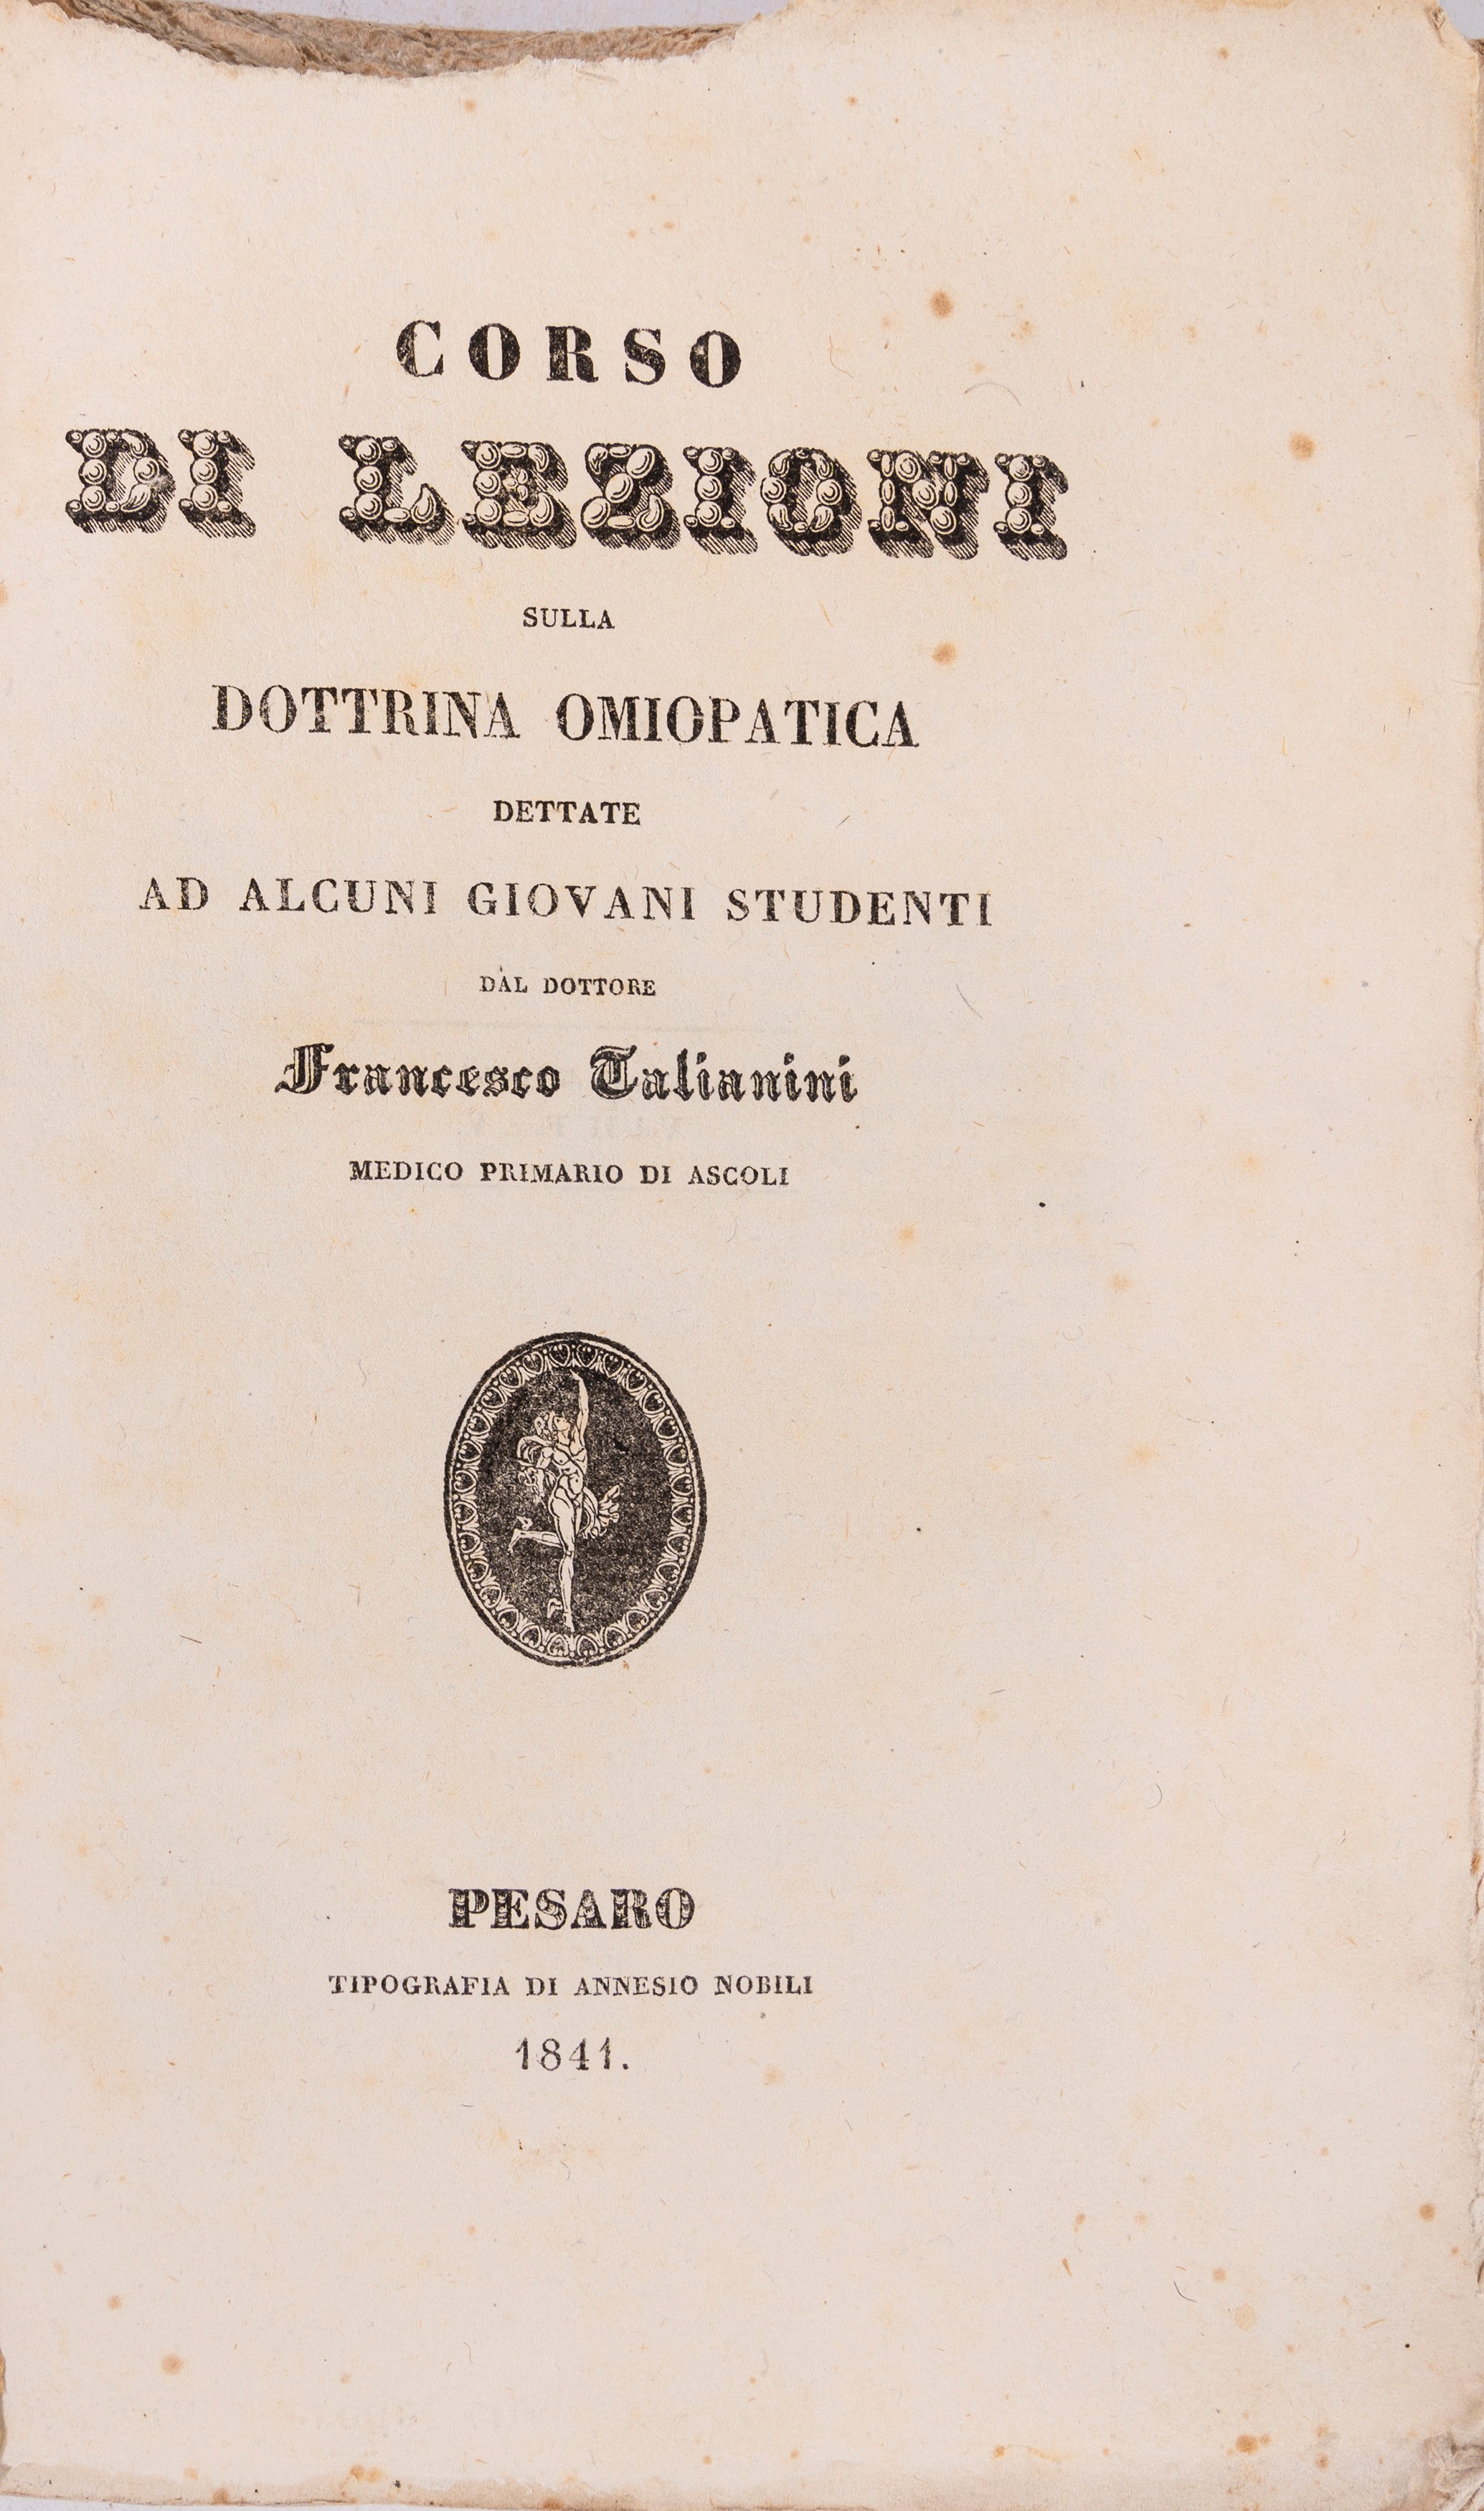 CORSO
DI LEZIONI
SULLA
DOTTRINA OMIOPATICA
DETTATE
AD ALCUNI GIOVANI STUDENTI
DAL DOTTORE
Francesco Talianini
MEDICO PRIMARIO DI ASCOLI
PESARO
TIPOGRAFIA DI ANNESIO NOBILI
1841.